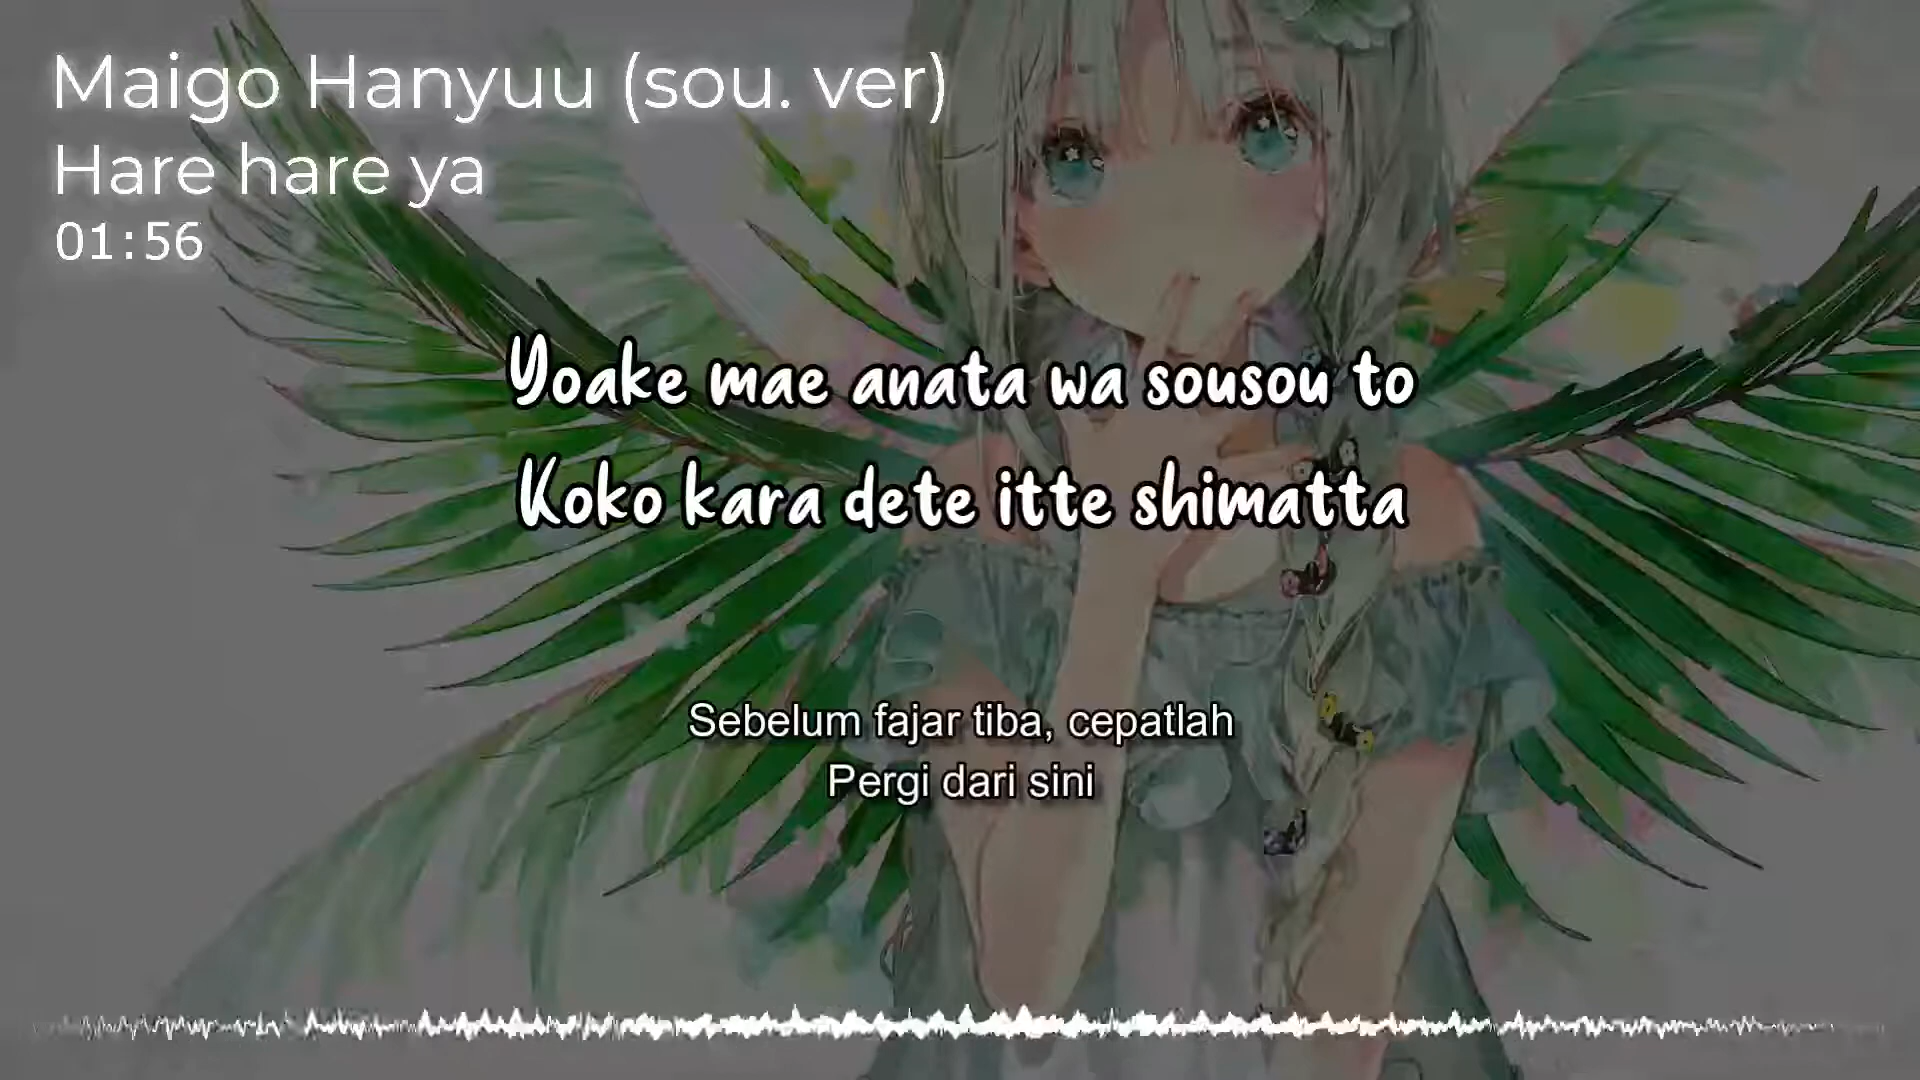 Maigo Hanyuu (sou. ver)
Hare hare ya
01:56
Yoake mae anata wa sousou to
Koko kara dete itte shimatta
Sebelum fajar tiba, cepatlah
Pergi dari sini